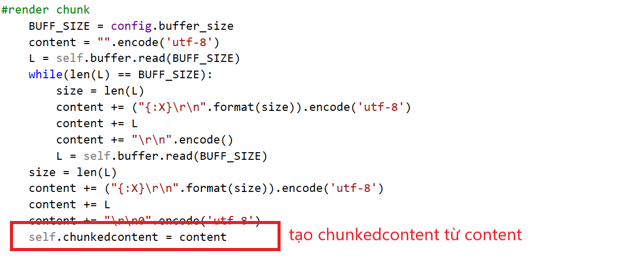 #render chunk
    BUFF_SIZE = config.buffer_size
    content = "".encode('utf-8')
    L = self.buffer.read(BUFF_SIZE)
    while(len(L) == BUFF_SIZE):
        size = len(L)
        content += ("{:X}\r\n".format(size)).encode('utf-8')
        content += L
        content += "\r\n".encode()
        L = self.buffer.read(BUFF_SIZE)
    size = len(L)
    content += ("{:X}\r\n".format(size)).encode('utf-8')
    content += L
    content += "\r\n0".encode('utf-8')
    self.chunkedcontent = content
tạo chunkedcontent từ content